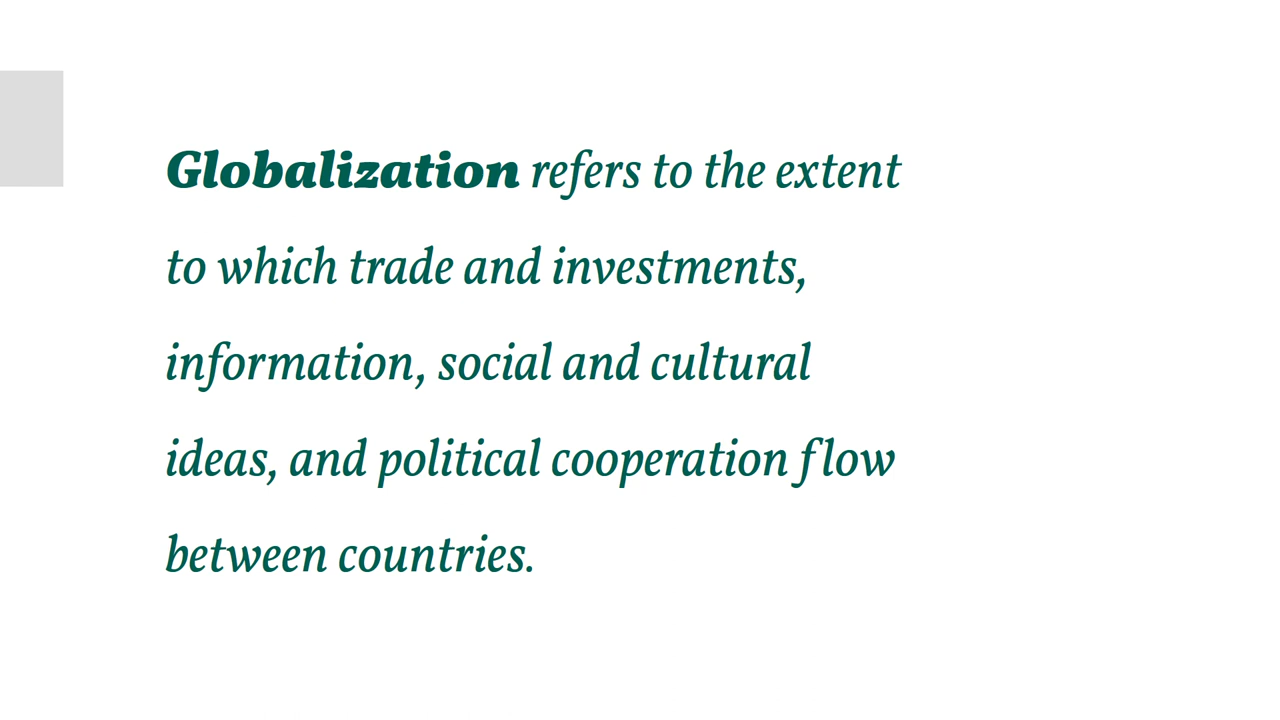 Globalization refers to the extent
to which trade and investments,
information, social and cultural
ideas, and political cooperation flow
between countries.